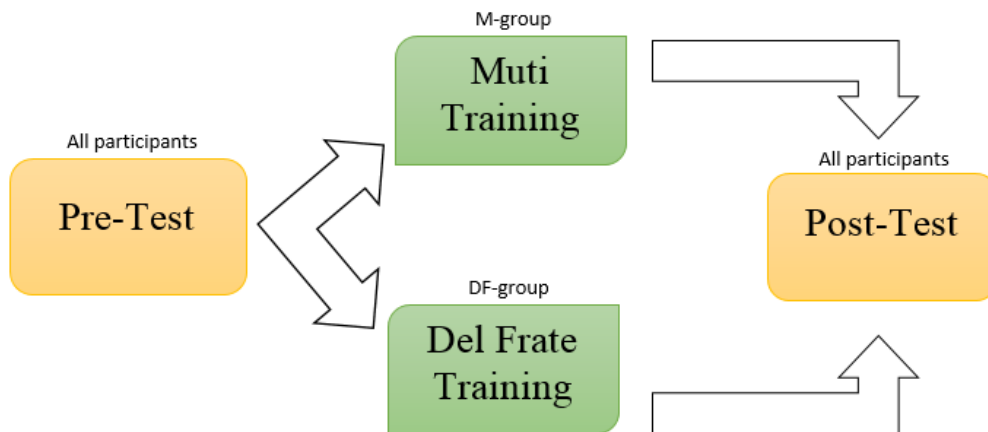 All participants
Pre-Test
M-group
Muti
Training
DF-group
Del Frate
Training
All participants
Post-Test